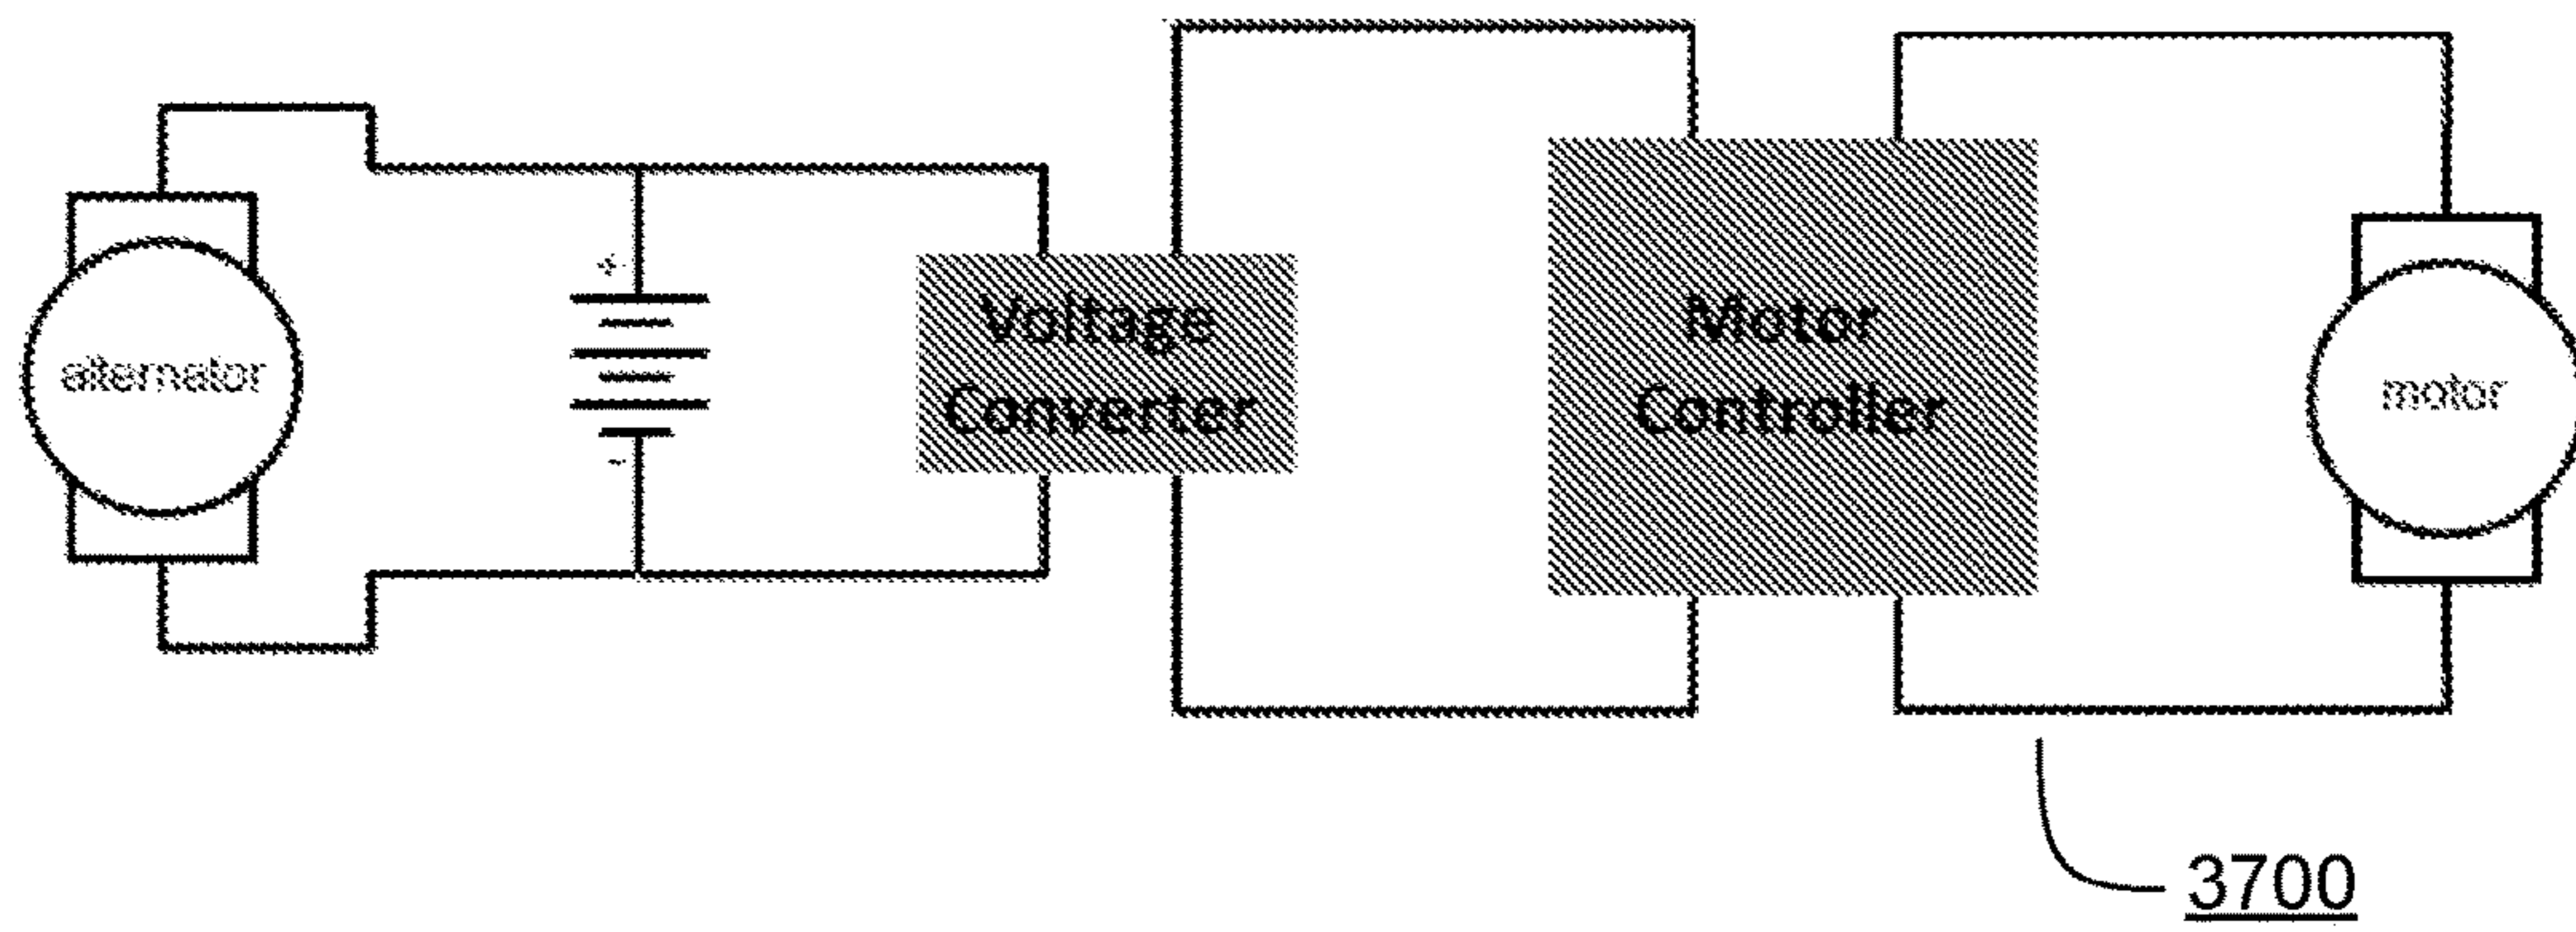 alternator
+
-
Voltage
Converter
Motor
Controller
motor
3700